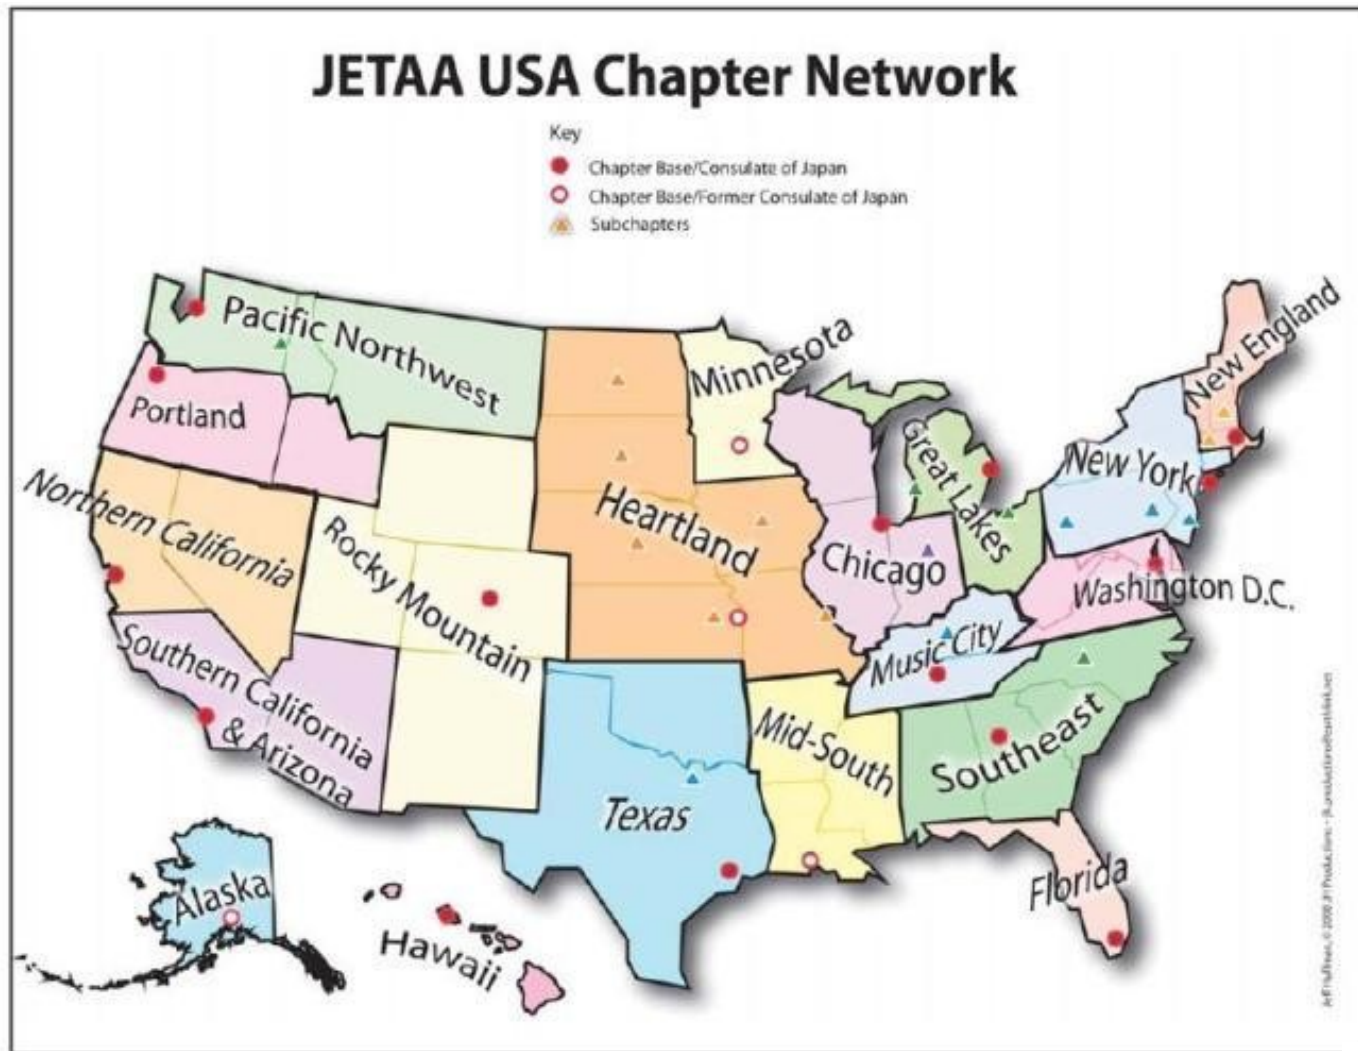 JETAA USA Chapter Network
Key
Chapter Base/Consulate of Japan
Chapter Base/Former Consulate of Japan
Subchapters
Pacific Northwest
Portland
Northern California
Southern California
& Arizona
Rocky Mountain
Heartland
Minnesota
Chicago
Great Lakes
New York
New England
Washington D.C.
Music City
Mid-South
Southeast
Texas
Florida
Alaska
Hawaii